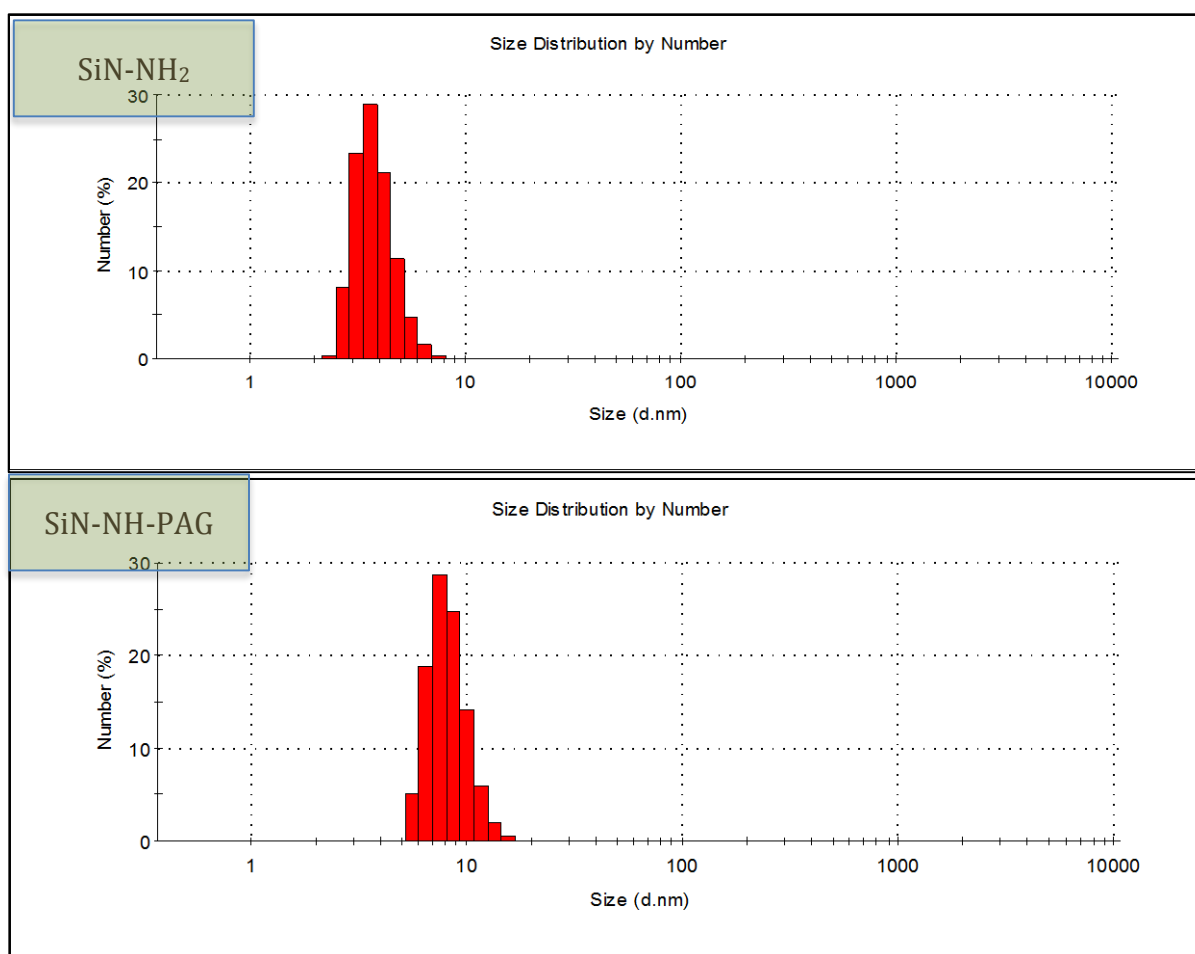 SiN-NH₂
Size Distribution by Number
Number (%)
30
20
10
0
1 10 100 1000 10000
Size (d.nm)
SiN-NH-PAG
Size Distribution by Number
Number (%)
30
20
10
0
1 10 100 1000 10000
Size (d.nm)